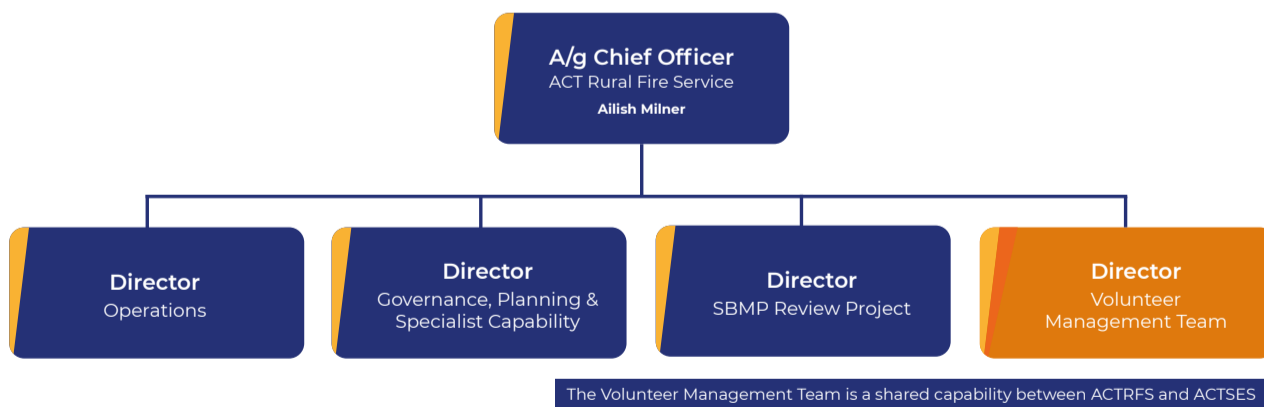 A/g Chief Officer
ACT Rural Fire Service
Ailish Milner
Director
Operations
Director
Governance, Planning &
Specialist Capability
Director
SBMP Review Project
Director
Volunteer
Management Team
The Volunteer Management Team is a shared capability between ACTRFS and ACTSES